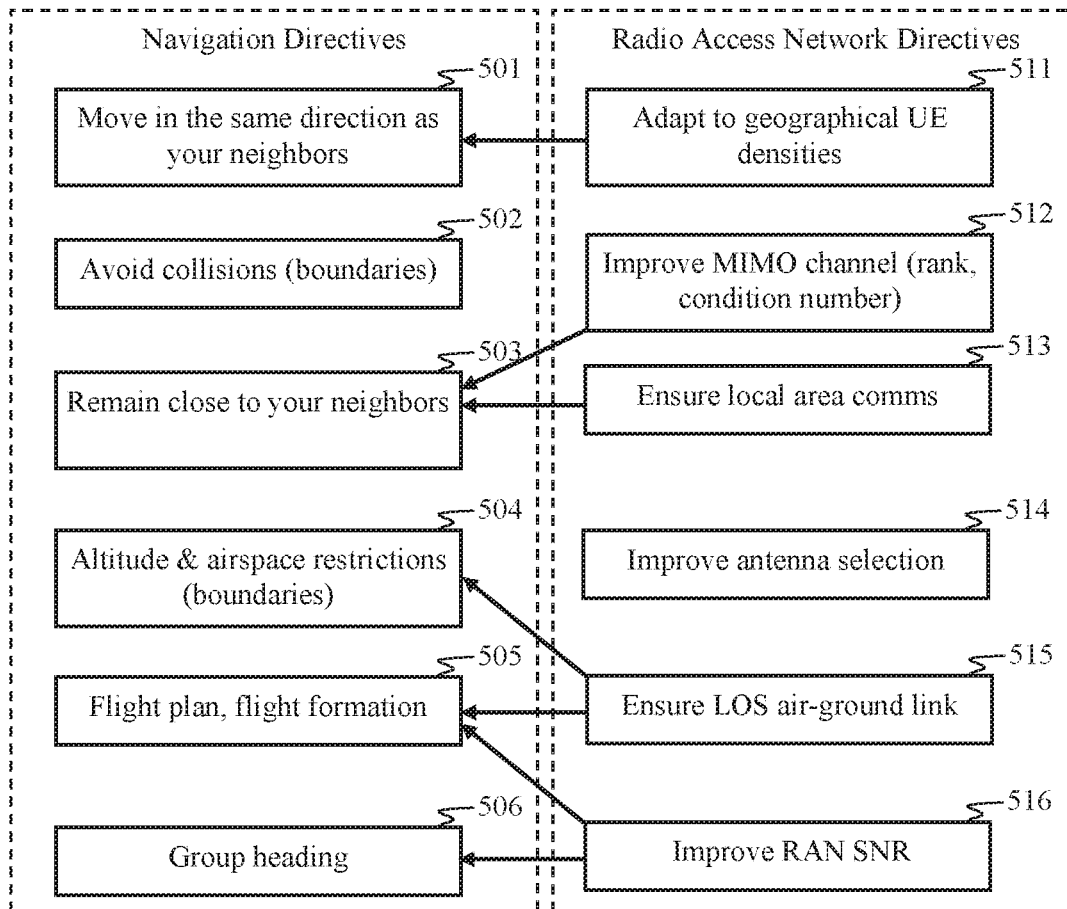 Navigation Directives
Radio Access Network Directives
501
Move in the same direction as
your neighbors
511
Adapt to geographical UE
densities
502
Avoid collisions (boundaries)
512
Improve MIMO channel (rank,
condition number)
503
Remain close to your neighbors
513
Ensure local area comms
504
Altitude & airspace restrictions
(boundaries)
514
Improve antenna selection
505
Flight plan, flight formation
515
Ensure LOS air-ground link
506
Group heading
516
Improve RAN SNR